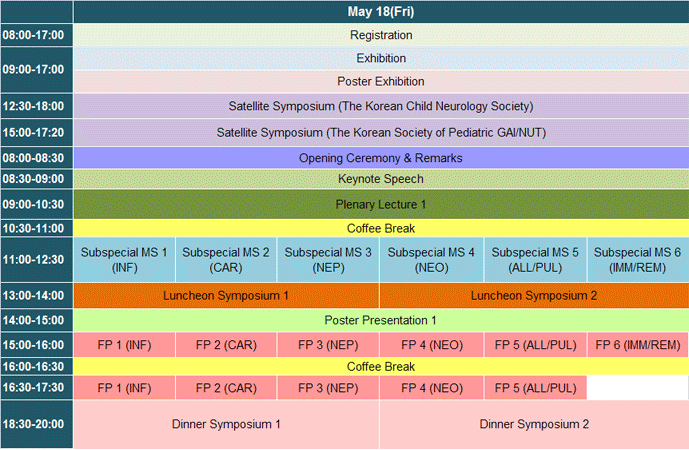 May 18(Fri)
08:00-17:00 Registration
09:00-17:00 Exhibition
Poster Exhibition
12:30-18:00 Satellite Symposium (The Korean Child Neurology Society)
15:00-17:20 Satellite Symposium (The Korean Society of Pediatric GAI/NUT)
08:00-08:30 Opening Ceremony & Remarks
08:30-09:00 Keynote Speech
09:00-10:30 Plenary Lecture 1
10:30-11:00 Coffee Break
11:00-12:30 Subspecial MS 1 (INF) Subspecial MS 2 (CAR) Subspecial MS 3 (NEP) Subspecial MS 4 (NEO) Subspecial MS 5 (ALL/PUL) Subspecial MS 6 (IMM/REM)
13:00-14:00 Luncheon Symposium 1 Luncheon Symposium 2
14:00-15:00 Poster Presentation 1
15:00-16:00 FP 1 (INF) FP 2 (CAR) FP 3 (NEP) FP 4 (NEO) FP 5 (ALL/PUL) FP 6 (IMM/REM)
16:00-16:30 Coffee Break
16:30-17:30 FP 1 (INF) FP 2 (CAR) FP 3 (NEP) FP 4 (NEO) FP 5 (ALL/PUL)
18:30-20:00 Dinner Symposium 1 Dinner Symposium 2